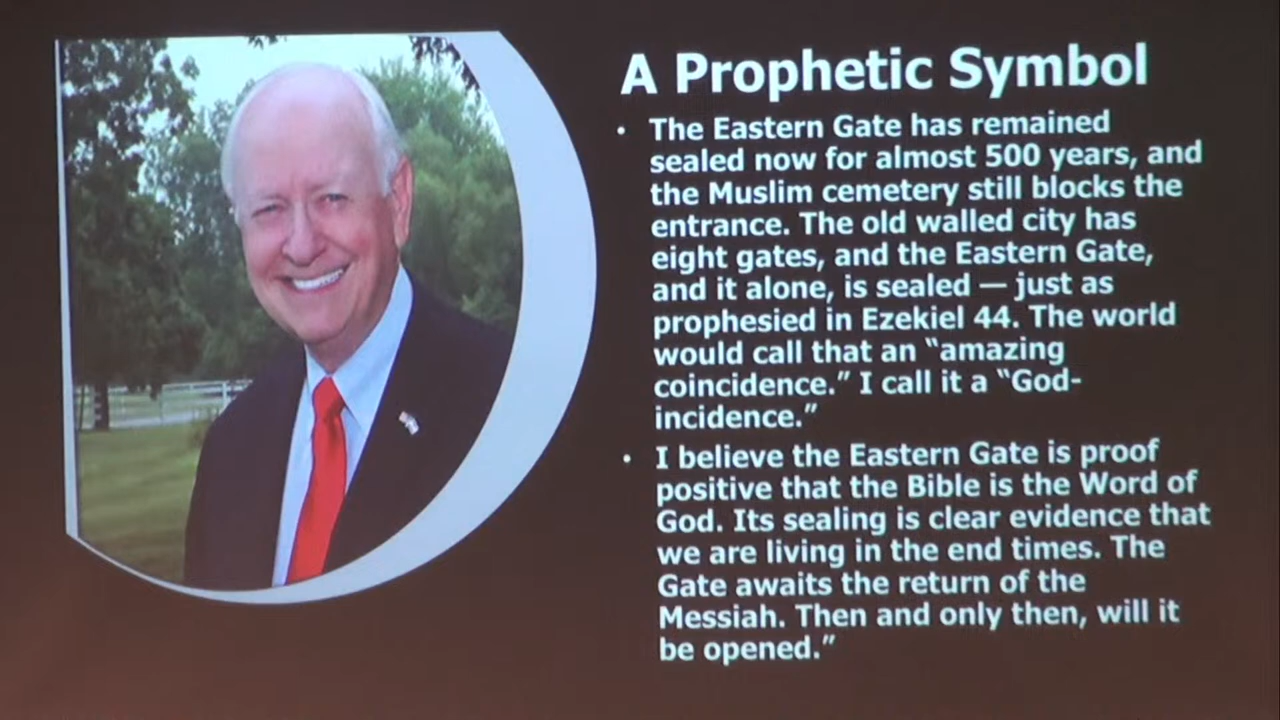 A Prophetic Symbol
• The Eastern Gate has remained
sealed now for almost 500 years, and
the Muslim cemetery still blocks the
entrance. The old walled city has
eight gates, and the Eastern Gate,
and it alone, is sealed — just as
prophesied in Ezekiel 44. The world
would call that an “amazing
coincidence.” I call it a “God-
incidence.”
• I believe the Eastern Gate is proof
positive that the Bible is the Word of
God. Its sealing is clear evidence that
we are living in the end times. The
Gate awaits the return of the
Messiah. Then and only then, will it
be opened.”